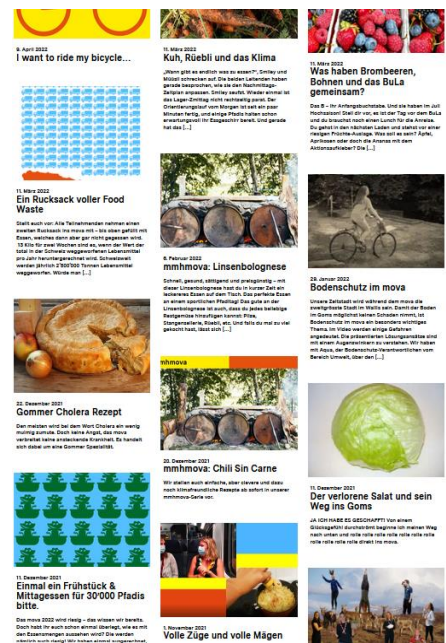 9. April 2022
I want to ride my bicycle…
11. März 2022
Ein Rucksack voller Food
Waste
Stellt euch vor: Alle Teilnehmenden nehmen einen
zweiten Rucksack ins mova mit – bis oben gefüllt mit
Essen, welches dann aber gar nicht gegessen wird.
13 Kilo für zwei Wochen sind es, wenn der Wert der
total in der Schweiz weggeworfenen Lebensmittel
pro Jahr heruntergerechnet wird. Schweizweit
werden jährlich 2'800'000 Tonnen Lebensmittel
weggeworfen. Würde man […]
22. Dezember 2021
Gommer Cholera Rezept
Den meisten wird bei dem Wort Cholera ein wenig
mulmig zumute. Doch keine Angst, das mova
verbreitet keine ansteckende Krankheit. Es handelt
sich dabei um eine Gommer Spezialität.
11. Dezember 2021
Einmal ein Frühstück &
Mittagessen für 30'000 Pfadis
bitte.
Das mova 2022 wird riesig – das wissen wir bereits.
Doch habt ihr euch schon einmal überlegt, wie es mit
den Essensmengen aussehen wird? Die werden
nämlich auch riesig! Wir haben einmal ausgerechnet,
11. März 2022
Kuh, Rüebli und das Klima
„Wann gibt es endlich was zu essen?“, Smiley und
Müsäli schrecken auf. Die beiden Leitenden haben
gerade besprochen, wie sie den Nachmittags-
Zeitplan anpassen. Smiley seufzt. Wieder einmal ist
das Lager-Zmittag nicht rechtzeitig parat. Der
Orientierungslauf vom Morgen ist seit ein paar
Minuten fertig, und einige Pfadis halten schon
erwartungsvoll ihr Essgeschirr bereit. Und gerade
hat das […]
6. Februar 2022
mmhmova: Linsenbolognese
Schnell, gesund, sättigend und preisgünstig – mit
dieser Linsenbolognese hast du in kurzer Zeit ein
leckereres Essen auf dem Tisch. Das perfekte Essen
an einem sportlichen Pfaditag! Das gute an der
Linsenbolognese ist auch, dass du jedes beliebige
Restgemüse hinzufügen kannst: Pilze,
Stangensellerie, Rüebli, etc. Und falls du mal zu viel
gekocht hast, lässt sich […]
mhmova
20. Dezember 2021
mmhmova: Chili Sin Carne
Wir stellen euch einfache, aber clevere und dazu
noch klimafreundliche Rezepte ab sofort in unserer
mmhmova-Serie vor.
1. November 2021
Volle Züge und volle Mägen
11. März 2022
Was haben Brombeeren,
Bohnen und das BuLa
gemeinsam?
Das B – ihr Anfangsbuchstabe. Und sie haben im Juli
Hochsaison! Stell dir vor, es ist der Tag vor dem BuLa
und du brauchst noch einen Lunch für die Anreise.
Du gehst in den nächsten Laden und stehst vor einer
riesigen Früchte-Auslage. Was soll es sein? Äpfel,
Aprikosen oder doch die Ananas mit dem
Aktionsaufkleber? Die […]
29. Januar 2022
Bodenschutz im mova
Unsere Zeltstadt wird während dem mova die
zweitgrösste Stadt im Wallis sein. Damit der Boden
im Goms möglichst keinen Schaden nimmt, ist
Bodenschutz im mova ein besonders wichtiges
Thema. Im Video werden einige Gefahren
angedeutet. Die präsentierten Lösungsansätze sind
mit einem Augenzwinkern zu verstehen. Wir haben
mit Aqua, der Bodenschutz-Verantwortlichen vom
Bereich Umwelt, über den […]
11. Dezember 2021
Der verlorene Salat und sein
Weg ins Goms
JA ICH HABE ES GESCHAFFT! Von einem
Glücksgefühl durchströmt beginne ich meinen Weg
nach unten und rolle rolle rolle rolle rolle rolle rolle
rolle rolle rolle rolle direkt ins mova.